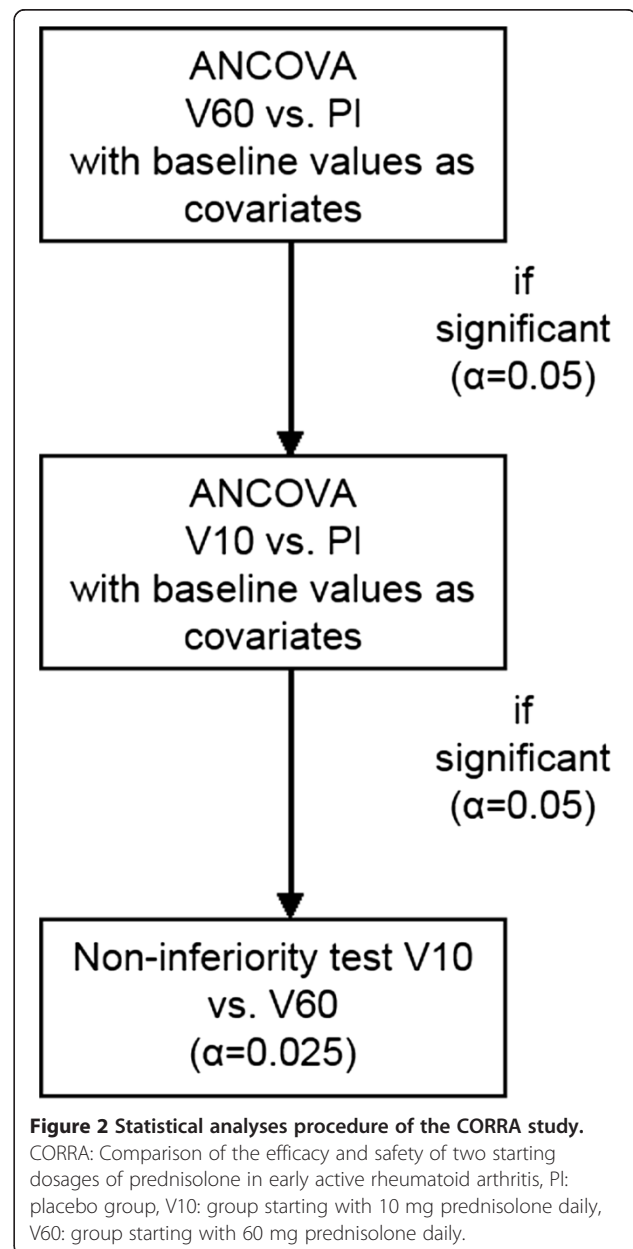 ANCOVA
V60 vs. Pl
with baseline values as
covariates
if
significant
(α=0.05)
ANCOVA
V10 vs. Pl
with baseline values as
covariates
if
significant
(α=0.05)
Non-inferiority test V10
vs. V60
(α=0.025)
Figure 2 Statistical analyses procedure of the CORRA study.
CORRA: Comparison of the efficacy and safety of two starting
dosages of prednisolone in early active rheumatoid arthritis, Pl:
placebo group, V10: group starting with 10 mg prednisolone daily,
V60: group starting with 60 mg prednisolone daily.